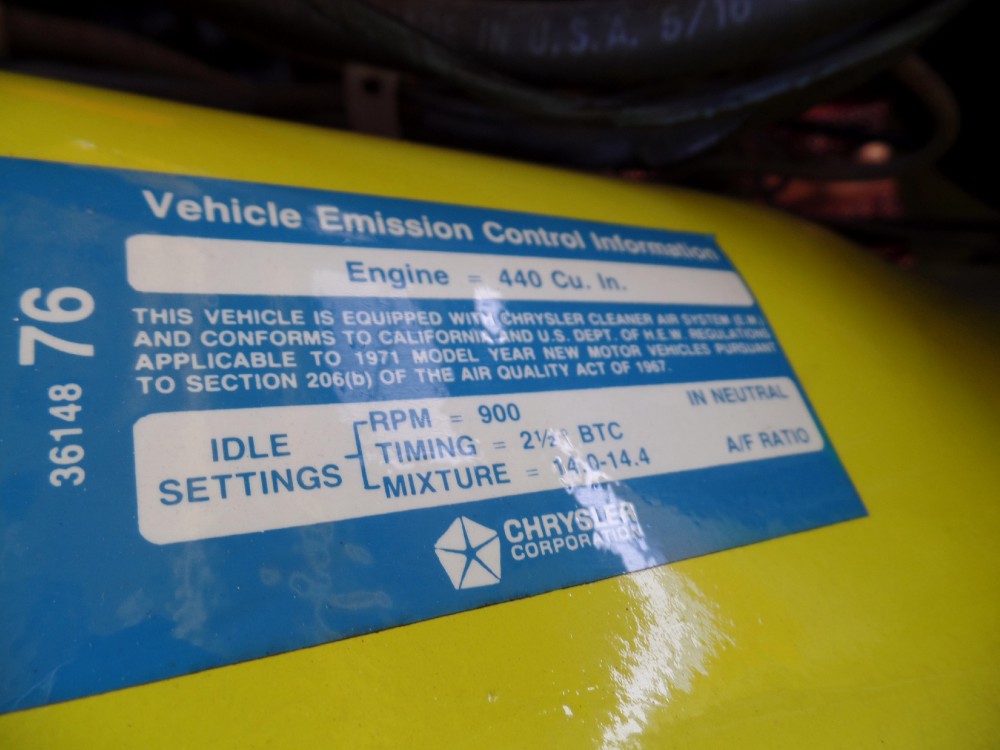 IN U.S.A. 6/16
Vehicle Emission Control Information
Engine = 440 Cu. In.
THIS VEHICLE IS EQUIPPED WITH CHRYSLER CLEANER AIR SYSTEM
AND CONFORMS TO CALIFORNIA AND U.S. DEPT. OF H.E.W. REGULATIONS
APPLICABLE TO 1971 MODEL YEAR NEW MOTOR VEHICLES PURSUANT
TO SECTION 206(b) OF THE AIR QUALITY ACT OF 1967.
IDLE SETTINGS
RPM = 900 IN NEUTRAL
TIMING = 2½° BTC
MIXTURE = 14.0-14.4 A/F RATIO
CHRYSLER
CORPORATION
36148 76